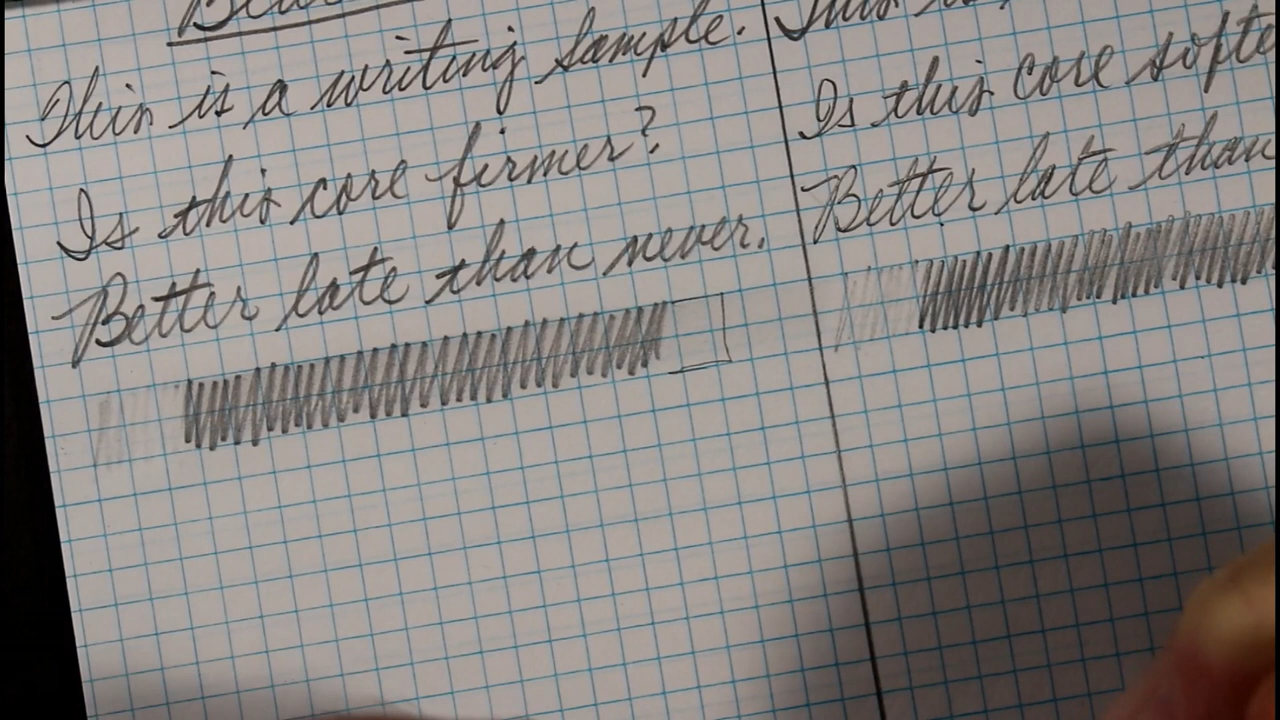 This is a writing sample.
Is this core firmer?
Better late than never.
This
Is this core softe
Better late than